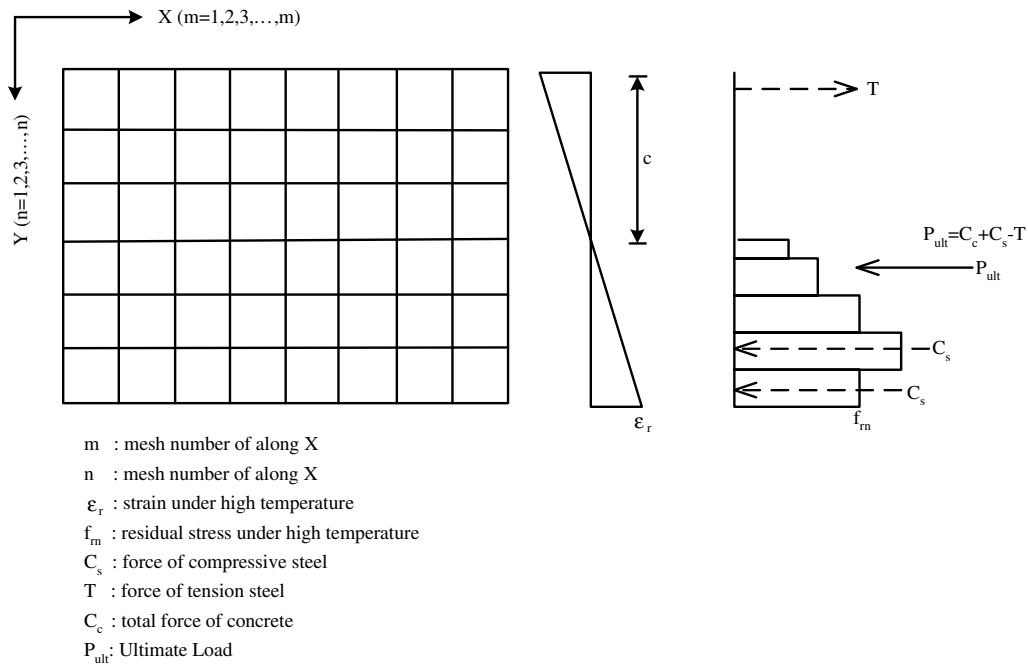 X (m=1,2,3,…,m)
Y (n=1,2,3,…,n)
c
ε_r
T
P_ult=C_c+C_s-T
P_ult
C_s
C_s
f_rn
m : mesh number of along X
n : mesh number of along X
ε_r : strain under high temperature
f_rn : residual stress under high temperature
C_s : force of compressive steel
T : force of tension steel
C_c : total force of concrete
P_ult: Ultimate Load